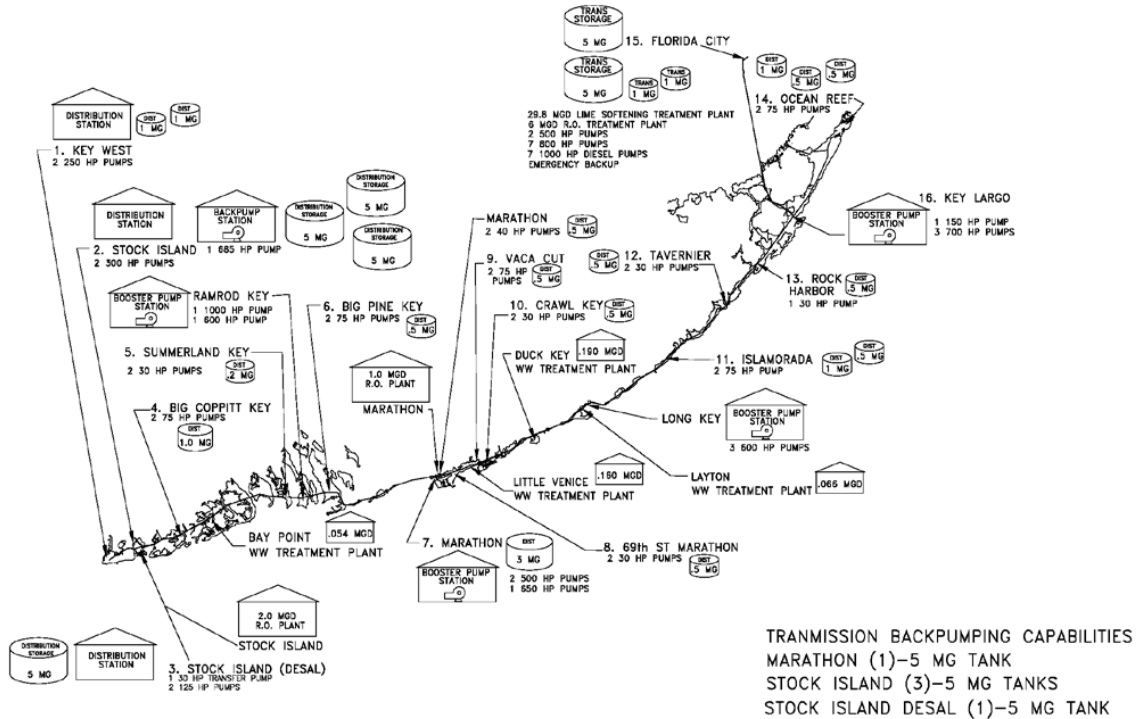 TRANS
STORAGE
5 MG
15. FLORIDA CITY
TRANS
STORAGE
5 MG
TRANS
1 MG
TRANS
1 MG
29.8 MGD LIME SOFTENING TREATMENT PLANT
6 MGD R.O. TREATMENT PLANT
2 500 HP PUMPS
7 800 HP PUMPS
7 1000 HP DIESEL PUMPS
EMERGENCY BACKUP
DIST
1 MG
DIST
.5 MG
DIST
.5 MG
14. OCEAN REEF
2 75 HP PUMPS
DISTRIBUTION
STATION
DIST
1 MG
DIST
1 MG
1. KEY WEST
2 250 HP PUMPS
DISTRIBUTION
STATION
BACKPUMP
STATION
DISTRIBUTION
STORAGE
5 MG
DISTRIBUTION
STORAGE
5 MG
DISTRIBUTION
STORAGE
5 MG
2. STOCK ISLAND
2 300 HP PUMPS
1 685 HP PUMP
16. KEY LARGO
BOOSTER PUMP
STATION
1 150 HP PUMP
3 700 HP PUMPS
MARATHON
2 40 HP PUMPS
DIST
.5 MG
9. VACA CUT
2 75 HP
PUMPS
DIST
.5 MG
12. TAVERNIER
2 30 HP PUMPS
DIST
.5 MG
13. ROCK
HARBOR
1 30 HP PUMP
DIST
.5 MG
BOOSTER PUMP
STATION
RAMROD KEY
1 1000 HP PUMP
1 600 HP PUMP
6. BIG PINE KEY
2 75 HP PUMPS
DIST
.5 MG
10. CRAWL KEY
2 30 HP PUMPS
DIST
.5 MG
5. SUMMERLAND KEY
2 30 HP PUMPS
DIST
.2 MG
1.0 MGD
R.O. PLANT
MARATHON
DUCK KEY
WW TREATMENT PLANT
.190 MGD
11. ISLAMORADA
2 75 HP PUMP
DIST
1 MG
DIST
.5 MG
4. BIG COPPITT KEY
2 75 HP PUMPS
DIST
1.0 MG
LONG KEY
BOOSTER PUMP
STATION
3 600 HP PUMPS
LITTLE VENICE
WW TREATMENT PLANT
.160 MGD
LAYTON
WW TREATMENT PLANT
.066 MGD
BAY POINT
WW TREATMENT PLANT
.054 MGD
7. MARATHON
BOOSTER PUMP
STATION
DIST
3 MG
2 500 HP PUMPS
1 650 HP PUMPS
8. 69th ST MARATHON
2 30 HP PUMPS
DIST
.5 MG
2.0 MGD
R.O. PLANT
STOCK ISLAND
DISTRIBUTION
STORAGE
5 MG
DISTRIBUTION
STATION
3. STOCK ISLAND (DESAL)
1 30 HP TRANSFER PUMP
2 125 HP PUMPS
TRANMISSION BACKPUMPING CAPABILITIES
MARATHON (1)-5 MG TANK
STOCK ISLAND (3)-5 MG TANKS
STOCK ISLAND DESAL (1)-5 MG TANK